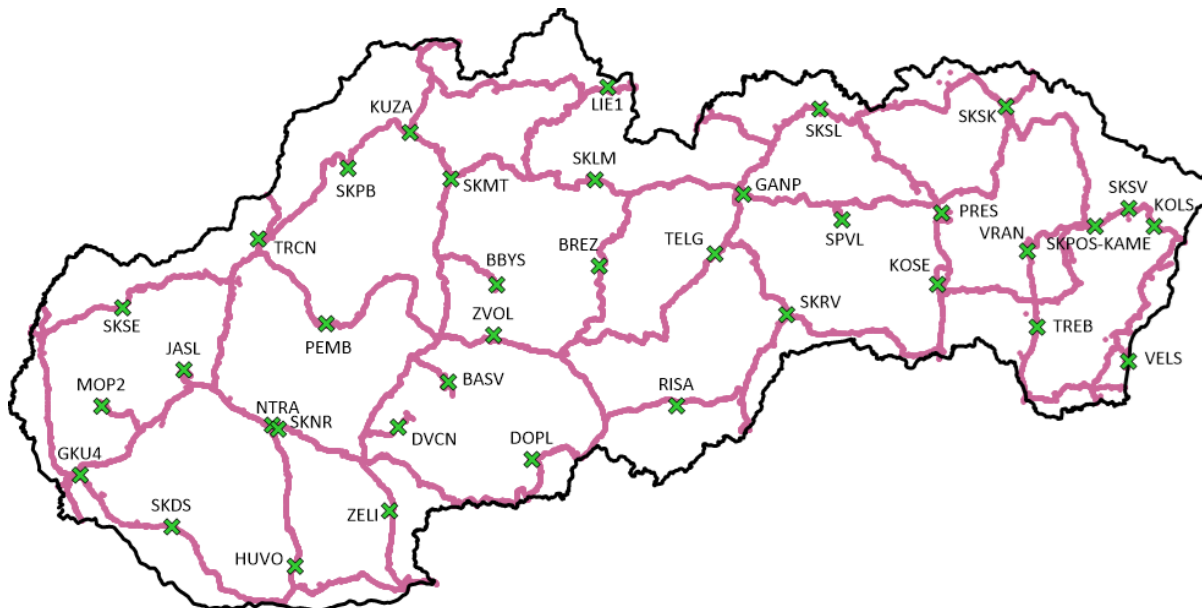 LIE1
KUZA
SKSL
SKSK
SKPB
SKMT
SKLM
GANP
SKSV
KOLS
PRES
VRAN
SKPOS-KAME
SPVL
TRCN
BREZ
TELG
BBYS
KOSE
SKSE
ZVOL
SKRV
PEMB
TREB
JASL
MOP2
BASV
RISA
VELS
NTRA
SKNR
DVCN
DOPL
GKU4
SKDS
ZELI
HUVO